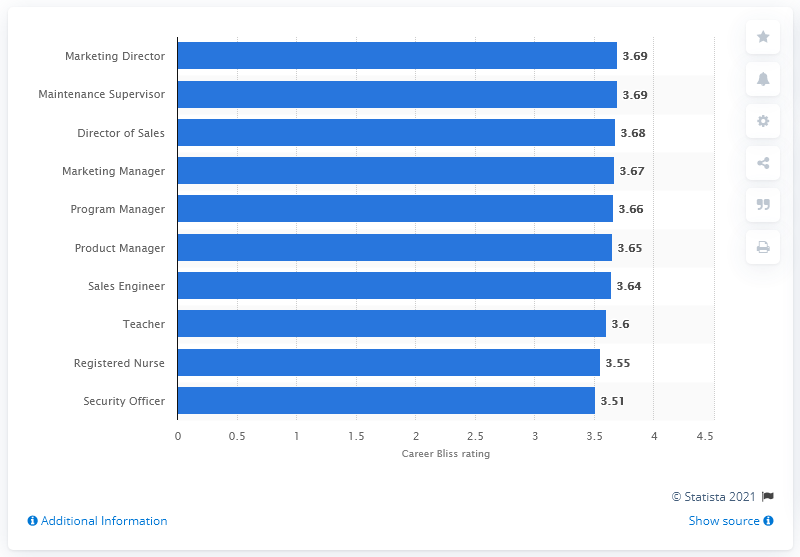 Marketing Director 3.69
Maintenance Supervisor 3.69
Director of Sales 3.68
Marketing Manager 3.67
Program Manager 3.66
Product Manager 3.65
Sales Engineer 3.64
Teacher 3.6
Registered Nurse 3.55
Security Officer 3.51
0 0.5 1 1.5 2 2.5 3 3.5 4 4.5
Career Bliss rating
© Statista 2021
Additional Information Show source